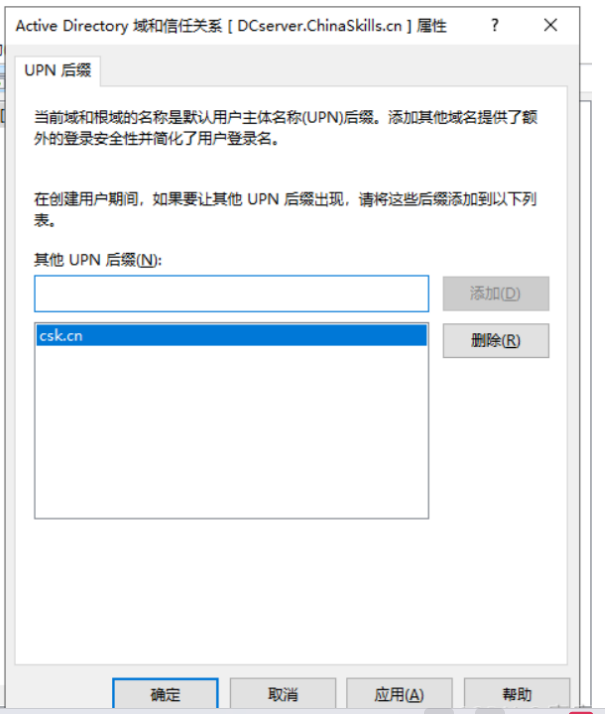 Active Directory 域和信任关系 [ DCserver.ChinaSkills.cn ] 属性 ? ×
UPN 后缀
当前域和根域的名称是默认用户主体名称(UPN)后缀。添加其他域名提供了额
外的登录安全性并简化了用户登录名。
在创建用户期间，如果要让其他 UPN 后缀出现，请将这些后缀添加到以下列
表。
其他 UPN 后缀(N):
添加(D)
csk.cn
删除(R)
确定 取消 应用(A) 帮助